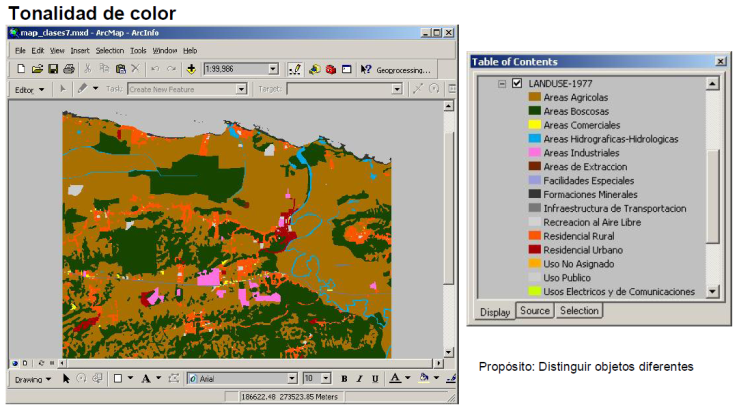 Tonalidad de color
map_clases7.mxd - ArcMap - ArcInfo
File Edit View Insert Selection Tools Window Help
1:99,986
Geoprocessing...
Editor Task: Create New Feature Target:
Drawing A Arial 10 B I U A
186622.48 273523.85 Meters
Table of Contents
LANDUSE-1977
Areas Agricolas
Areas Boscosas
Areas Comerciales
Areas Hidrograficas-Hidrologicas
Areas Industriales
Areas de Extraccion
Facilidades Especiales
Formaciones Minerales
Infraestructura de Transportacion
Recreacion al Aire Libre
Residencial Rural
Residencial Urbano
Uso No Asignado
Uso Publico
Usos Electricos y de Comunicaciones
Display Source Selection
Propósito: Distinguir objetos diferentes